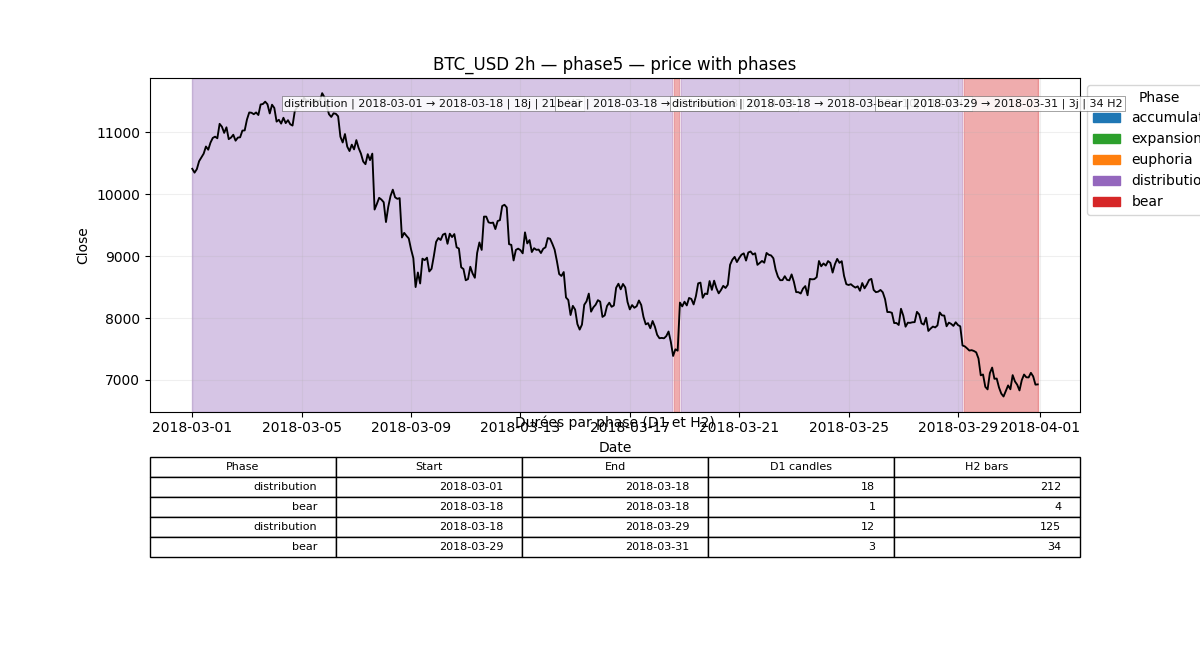 BTC_USD 2h — phase5 — price with phases
distribution | 2018-03-01 → 2018-03-18 | 18j | 21
bear | 2018-03-18 →
distribution | 2018-03-18 → 2018-03-
bear | 2018-03-29 → 2018-03-31 | 3j | 34 H2
Phase
accumulat
expansion
euphoria
distributio
bear
11000
10000
9000
8000
7000
Close
2018-03-01 2018-03-05 2018-03-09 2018-03-13 2018-03-17 2018-03-21 2018-03-25 2018-03-29 2018-04-01
Durées par phase (D1 et H2)
Date
Phase Start End D1 candles H2 bars
distribution 2018-03-01 2018-03-18 18 212
bear 2018-03-18 2018-03-18 1 4
distribution 2018-03-18 2018-03-29 12 125
bear 2018-03-29 2018-03-31 3 34